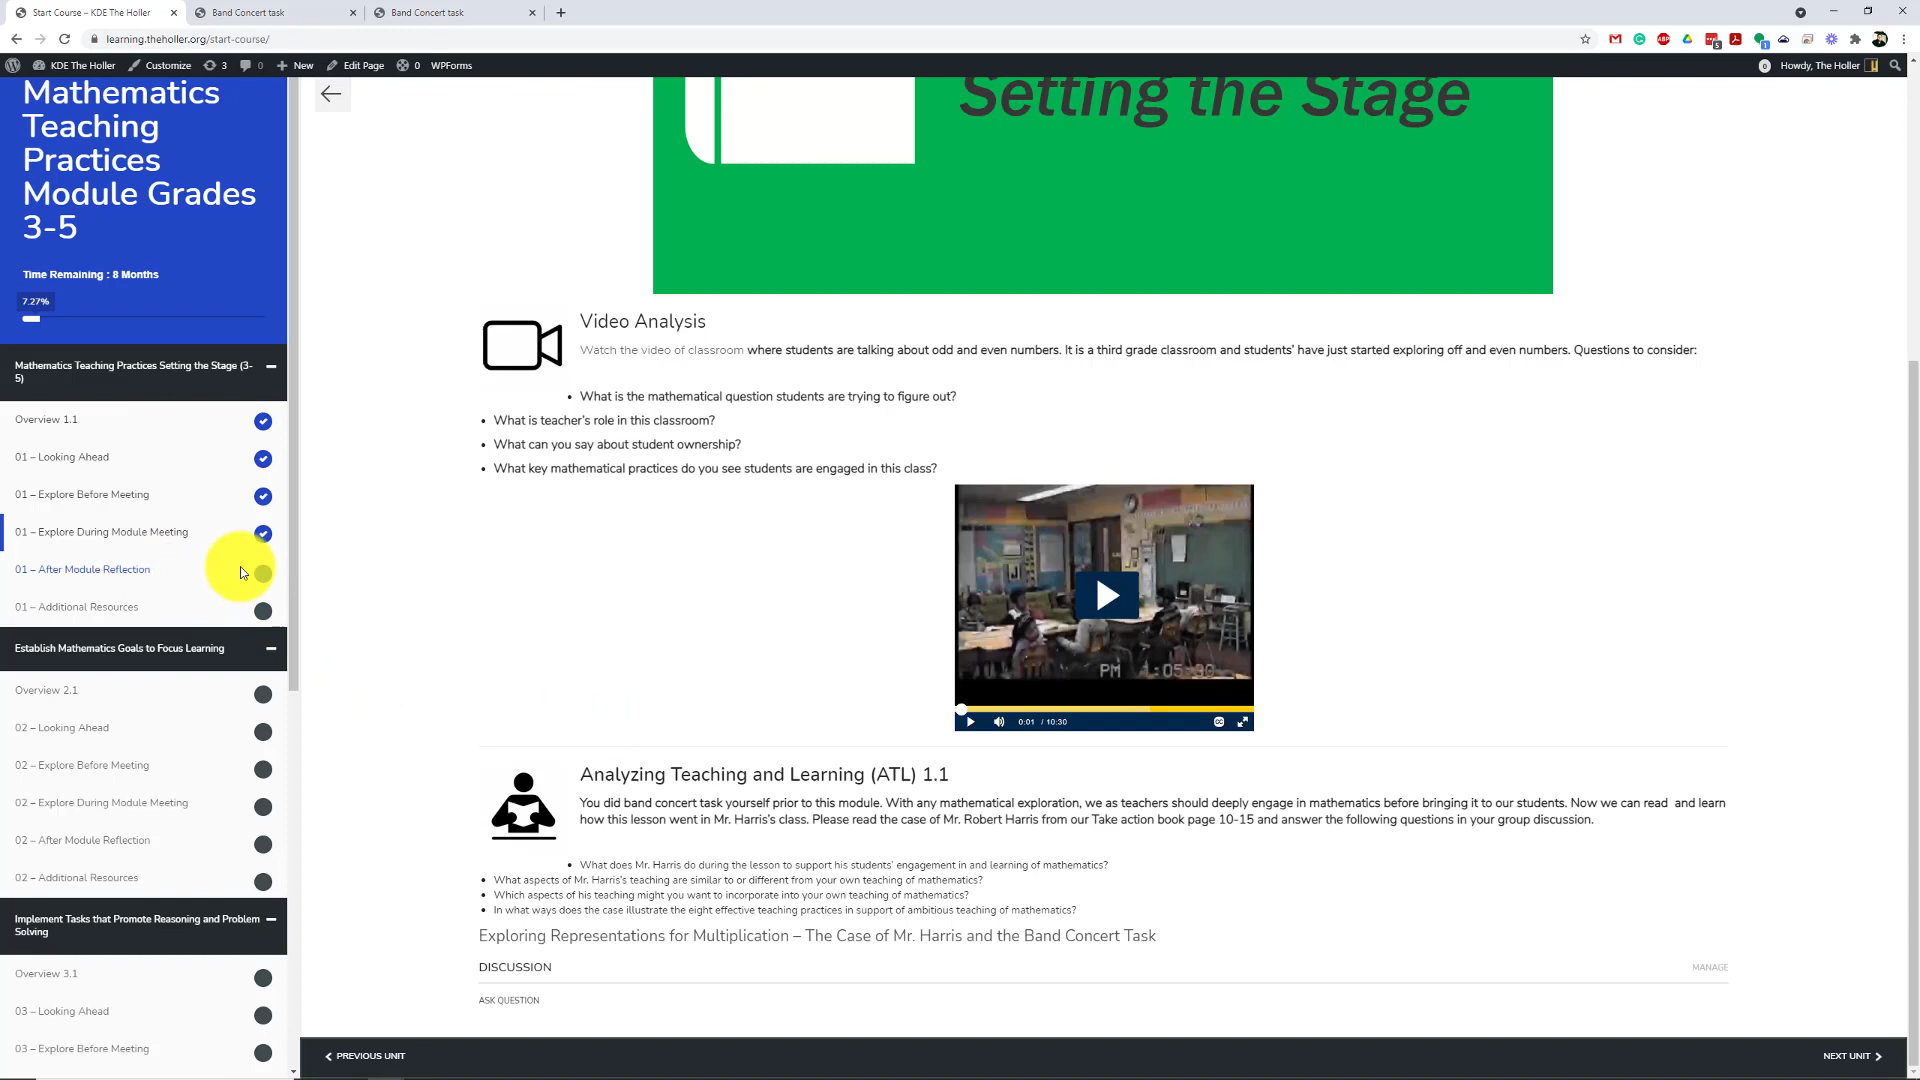 Start Course – KDE The Holler
Band Concert task
Band Concert task
learning.theholler.org/start-course/
KDE The Holler
Customize
3
0
New
Edit Page
0
WPForms
0
Howdy, The Holler
Mathematics
Teaching
Practices
Module Grades
3-5
Time Remaining : 8 Months
7.27%
Mathematics Teaching Practices Setting the Stage (3-
5)
Overview 1.1
01 – Looking Ahead
01 – Explore Before Meeting
01 – Explore During Module Meeting
01 – After Module Reflection
01 – Additional Resources
Establish Mathematics Goals to Focus Learning
Overview 2.1
02 – Looking Ahead
02 – Explore Before Meeting
02 – Explore During Module Meeting
02 – After Module Reflection
02 – Additional Resources
Implement Tasks that Promote Reasoning and Problem
Solving
Overview 3.1
03 – Looking Ahead
03 – Explore Before Meeting
Setting the Stage
Video Analysis
Watch the video of classroom where students are talking about odd and even numbers. It is a third grade classroom and students' have just started exploring off and even numbers. Questions to consider:
• What is the mathematical question students are trying to figure out?
• What is teacher's role in this classroom?
• What can you say about student ownership?
• What key mathematical practices do you see students are engaged in this class?
PM 1:05:30
0:01 / 10:30
CC
Analyzing Teaching and Learning (ATL) 1.1
You did band concert task yourself prior to this module. With any mathematical exploration, we as teachers should deeply engage in mathematics before bringing it to our students. Now we can read and learn
how this lesson went in Mr. Harris's class. Please read the case of Mr. Robert Harris from our Take action book page 10-15 and answer the following questions in your group discussion.
• What does Mr. Harris do during the lesson to support his students' engagement in and learning of mathematics?
• What aspects of Mr. Harris's teaching are similar to or different from your own teaching of mathematics?
• Which aspects of his teaching might you want to incorporate into your own teaching of mathematics?
• In what ways does the case illustrate the eight effective teaching practices in support of ambitious teaching of mathematics?
Exploring Representations for Multiplication – The Case of Mr. Harris and the Band Concert Task
DISCUSSION
MANAGE
ASK QUESTION
PREVIOUS UNIT
NEXT UNIT